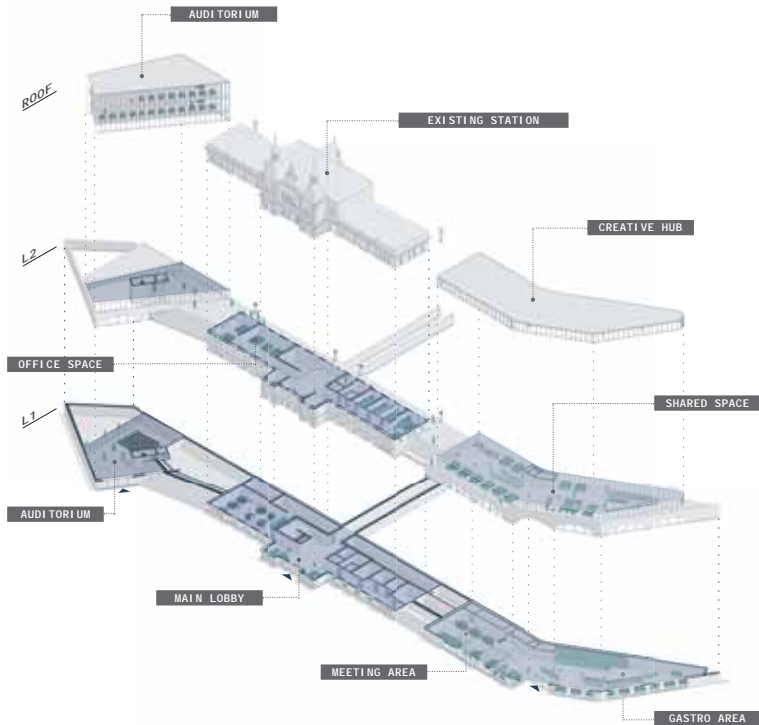 AUDITORIUM
ROOF
EXISTING STATION
CREATIVE HUB
L2
OFFICE SPACE
SHARED SPACE
L1
AUDITORIUM
MAIN LOBBY
MEETING AREA
GASTRO AREA